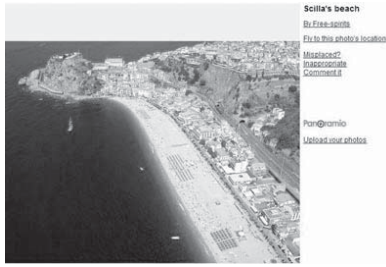 Scilla's beach
By Free-spirits
Fly to this photo's location
Misplaced?
Inappropriate
Comment it
Panoramio
Upload your photos